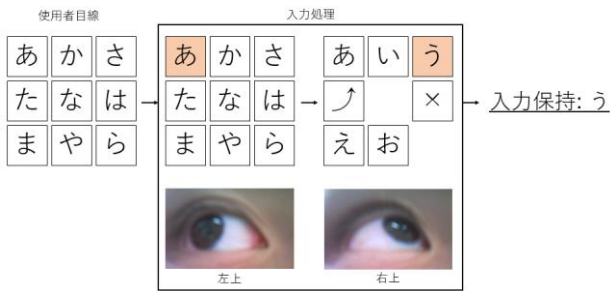 使用者目線
入力処理
あ か さ
た な は
ま や ら
あ か さ
た な は
ま や ら
あ い う
⤴ ×
え お
入力保持: う
左上
右上